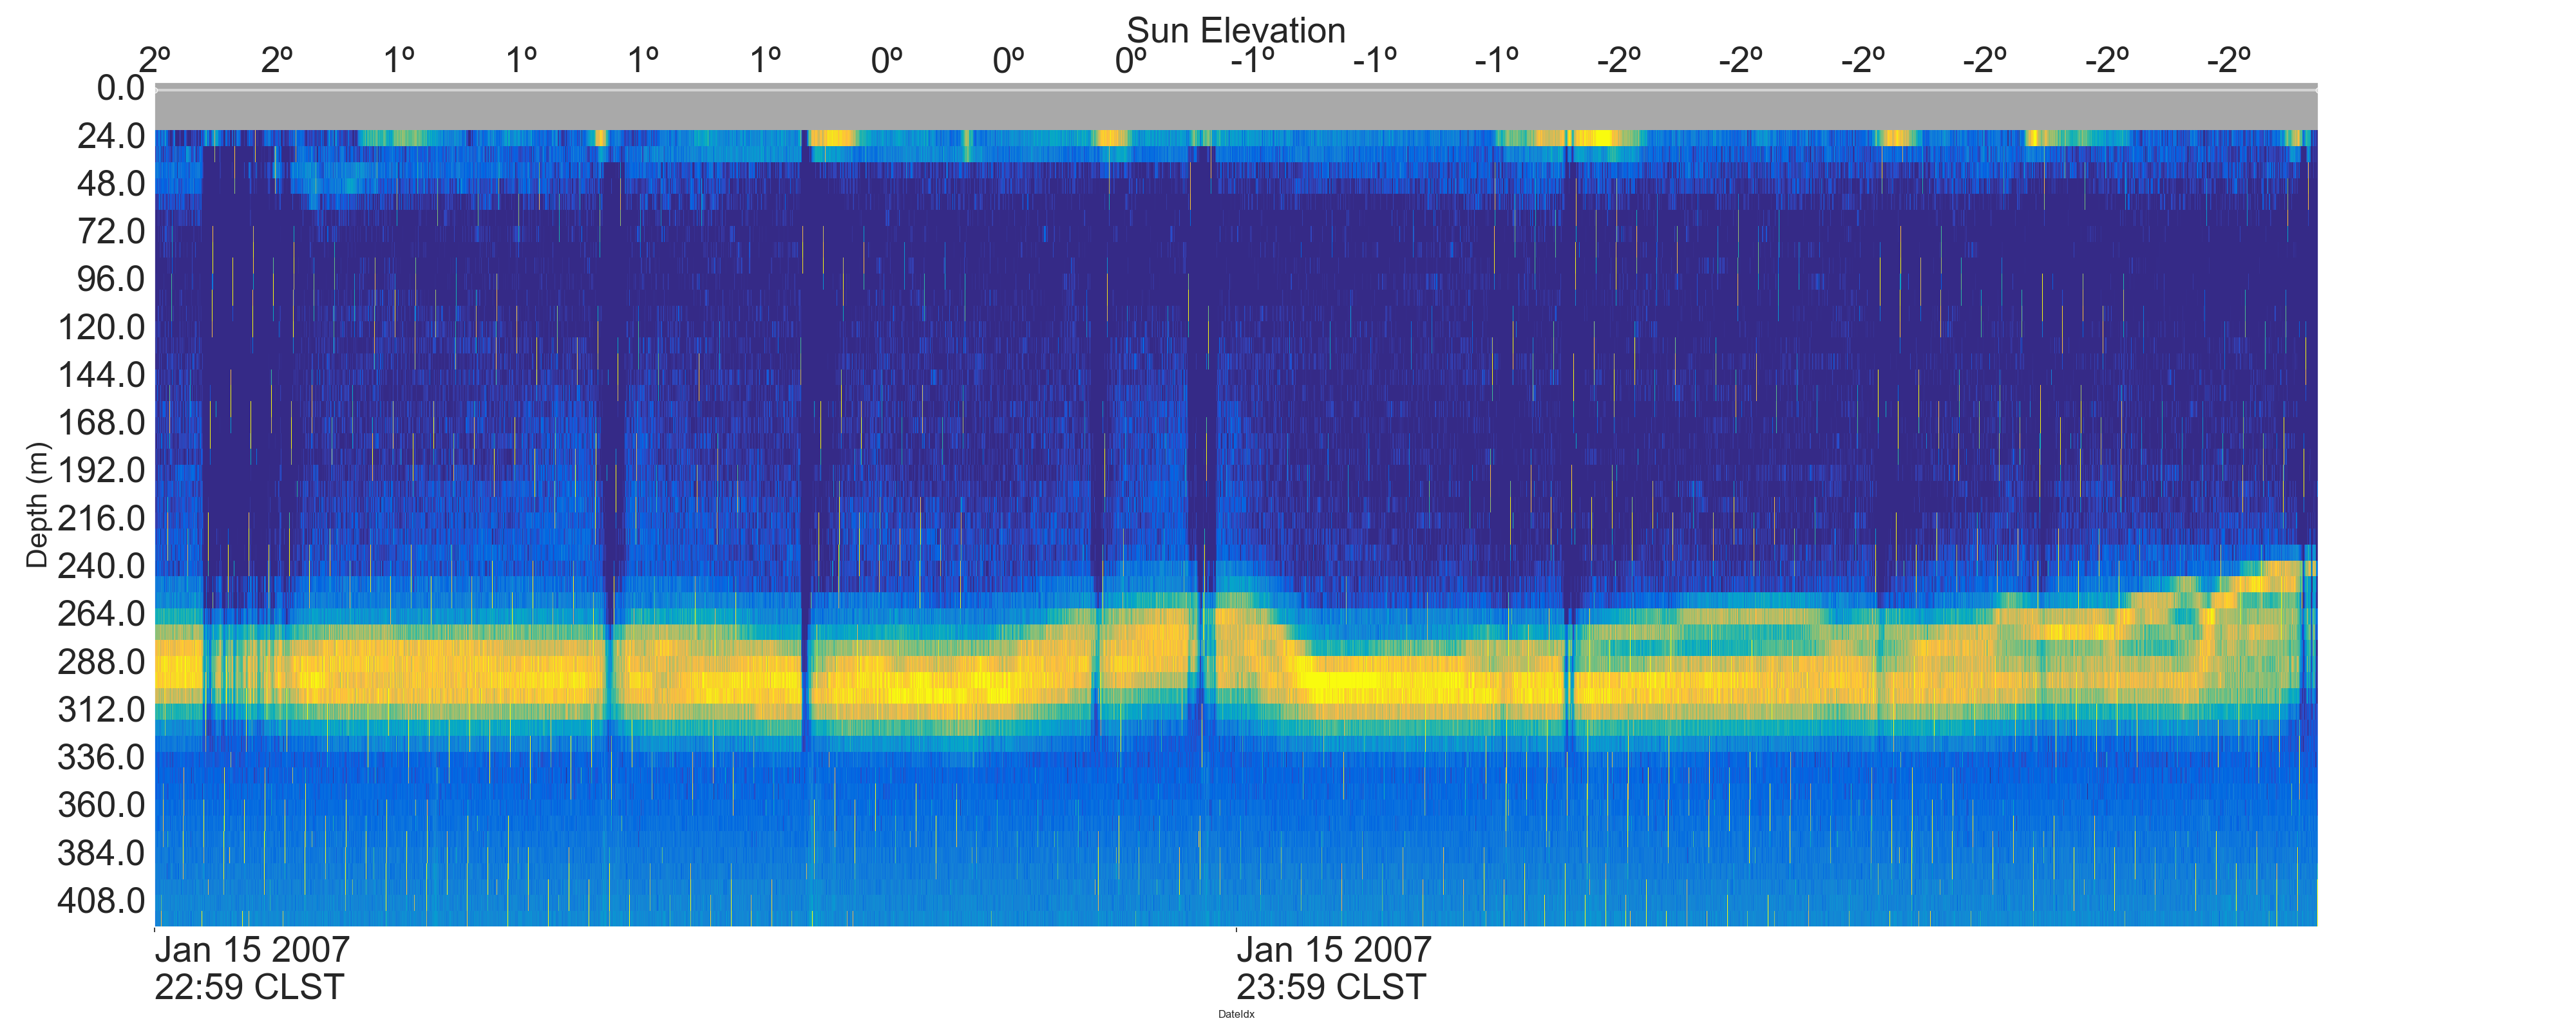 Sun Elevation
2º 2º 1º 1º 1º 1º 0º 0º 0º -1º -1º -1º -2º -2º -2º -2º -2º -2º
0.0
24.0
48.0
72.0
96.0
120.0
144.0
168.0
192.0
216.0
240.0
264.0
288.0
312.0
336.0
360.0
384.0
408.0
Depth (m)
Jan 15 2007
22:59 CLST
Jan 15 2007
23:59 CLST
DateIdx